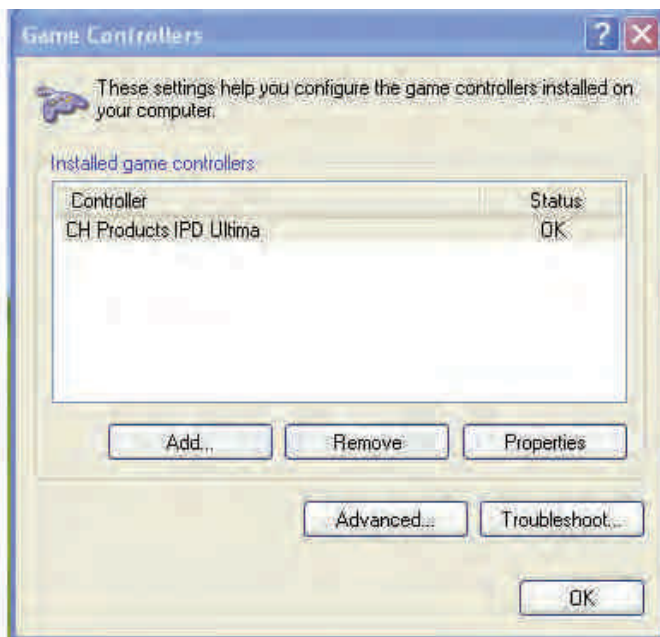 Game Controllers
These settings help you configure the game controllers installed on
your computer.
Installed game controllers
Controller Status
CH Products IPD Ultima OK
Add... Remove Properties
Advanced... Troubleshoot...
OK